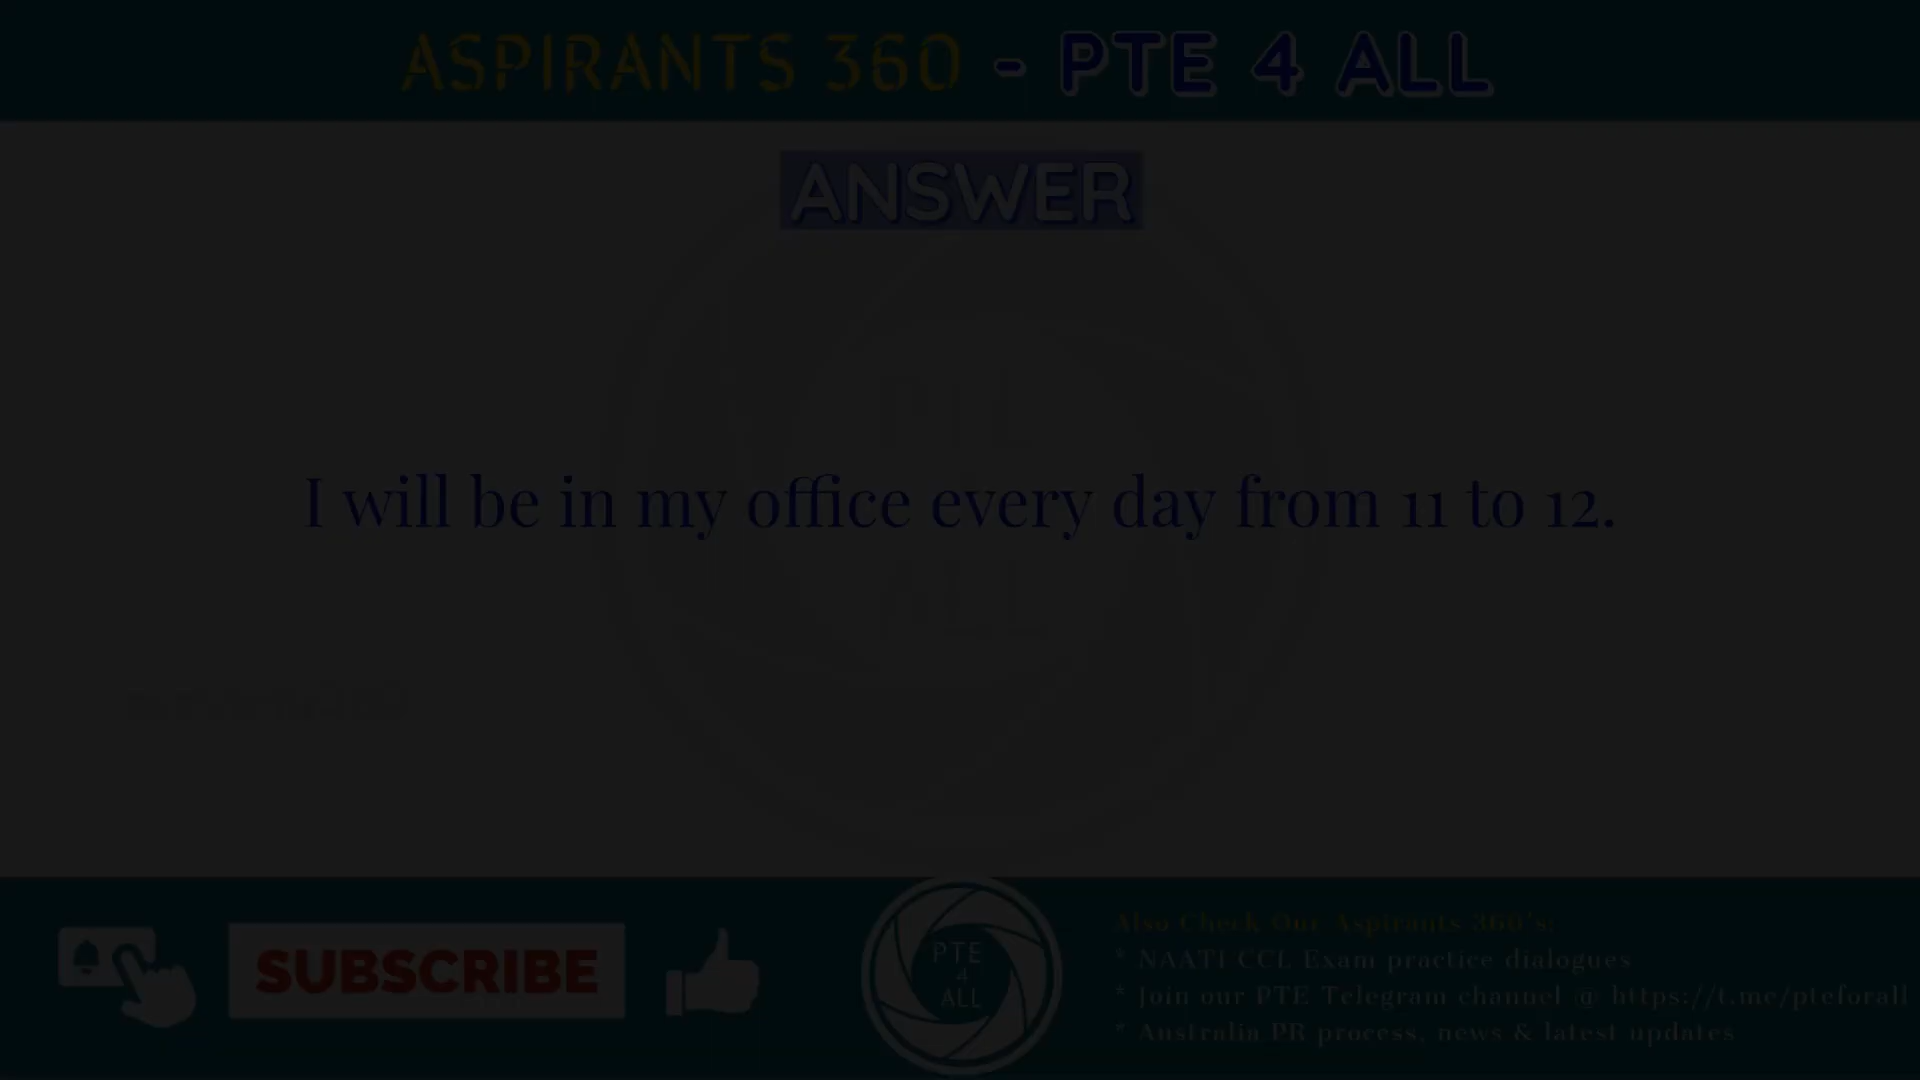 ASPIRANTS 360 - PTE 4 ALL
ANSWER
I will be in my office every day from 11 to 12.
SUBSCRIBE
PTE
4
ALL
Also Check Our Aspirants 360's:
* NAATI CCL Exam practice dialogues
* Join our PTE Telegram channel @ https://t.me/pteforall
* Australia PR process, news & latest updates